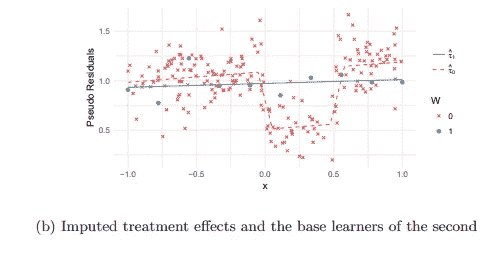 1.5
1.0
0.5
Pseudo Residuals
−1.0
−0.5
0.0
0.5
1.0
x
τ̂₁
τ̂₀
W
0
1
(b) Imputed treatment effects and the base learners of the second